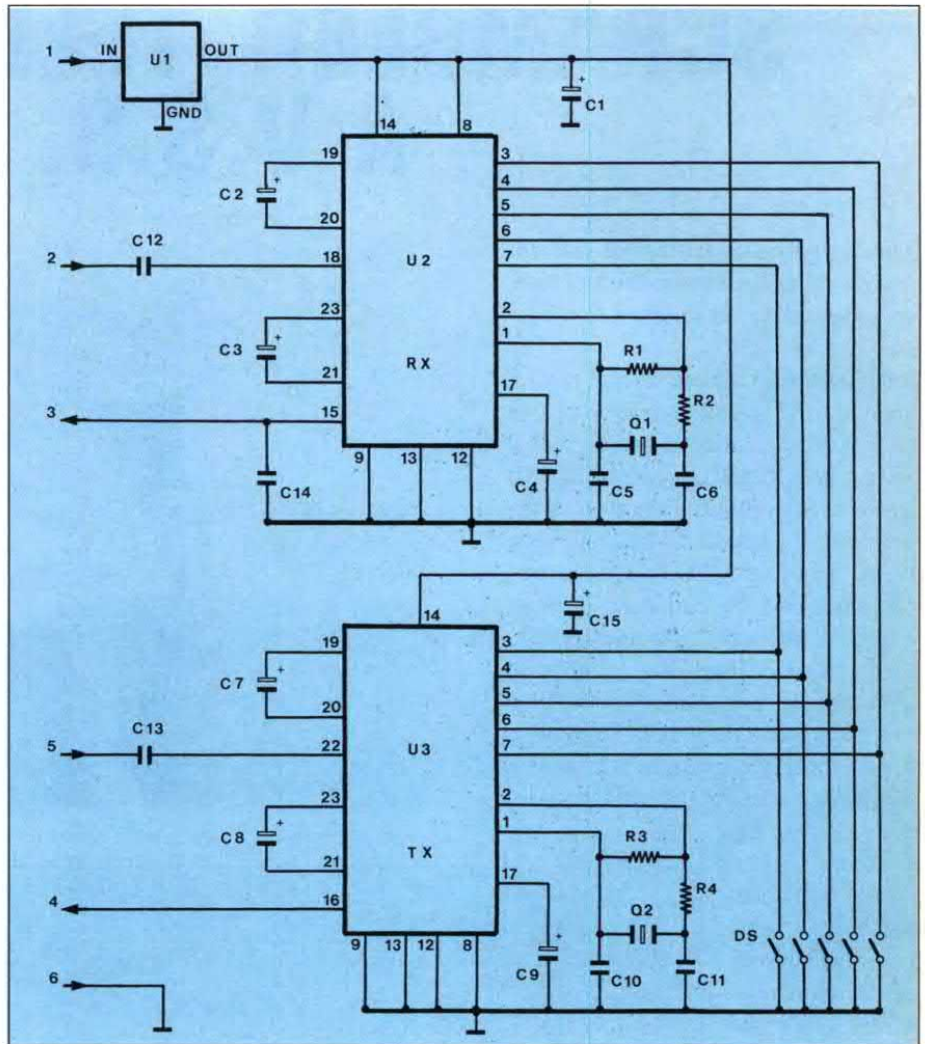 1 IN U1 OUT
GND
C1
14 8
19 3
C2 + 4
5
20 6
C12
2 18 U2 7
23 2
C3 + 1
R1
21 RX
17 R2
3 15 Q1
9 13 12
C14 C4 + C5 C6
14 +
C15
19 3
C7 + 4
20 5
C13 6
5 22 U3 7
23 2
C8 + 1
R3
21 TX
17 R4
4 16 Q2
DS
9 13 12 8
6 C9 + C10 C11